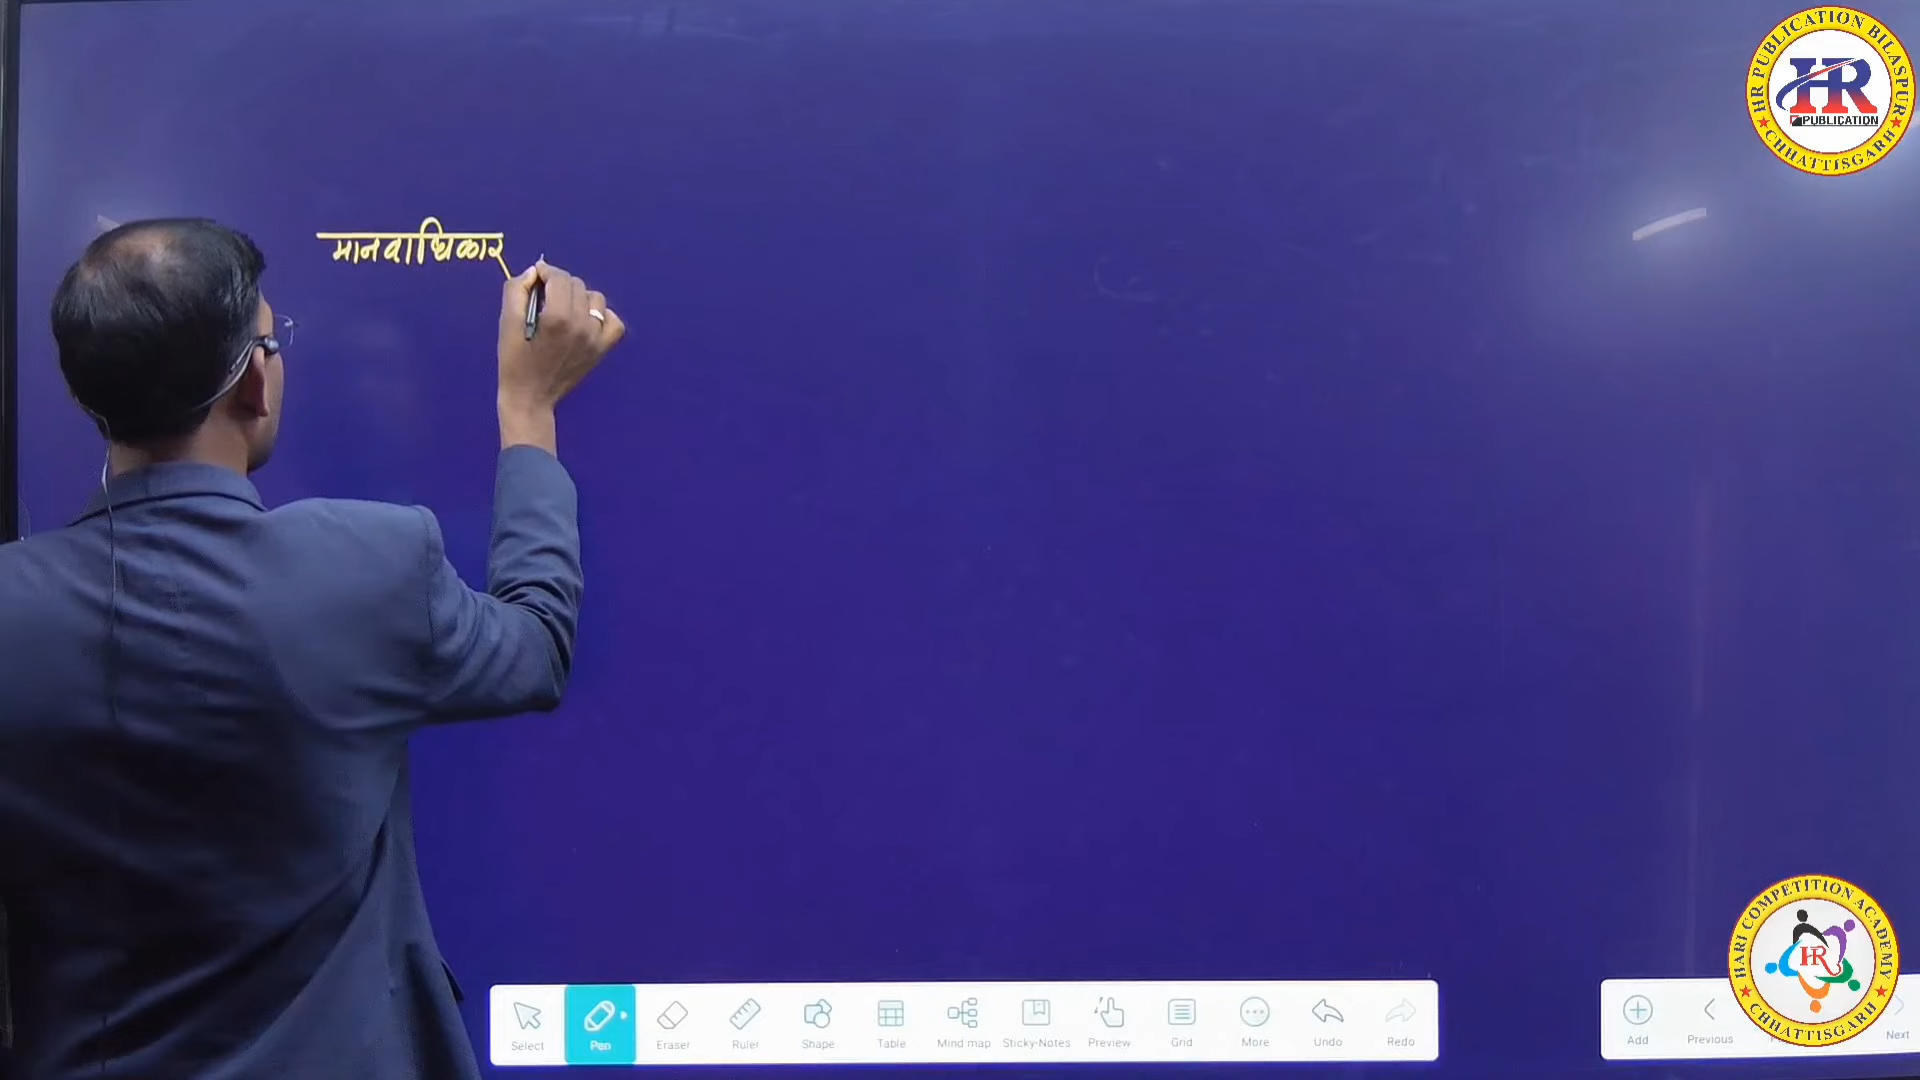 HR PUBLICATION BILASPUR
HR
PUBLICATION
CHHATTISGARH
मानवाधिकार
HARI COMPETITION ACADEMY
HR
CHHATTISGARH
Select
Pen
Eraser
Ruler
Shape
Table
Mind map
Sticky-Notes
Preview
Grid
More
Undo
Redo
Add
Previous
Next